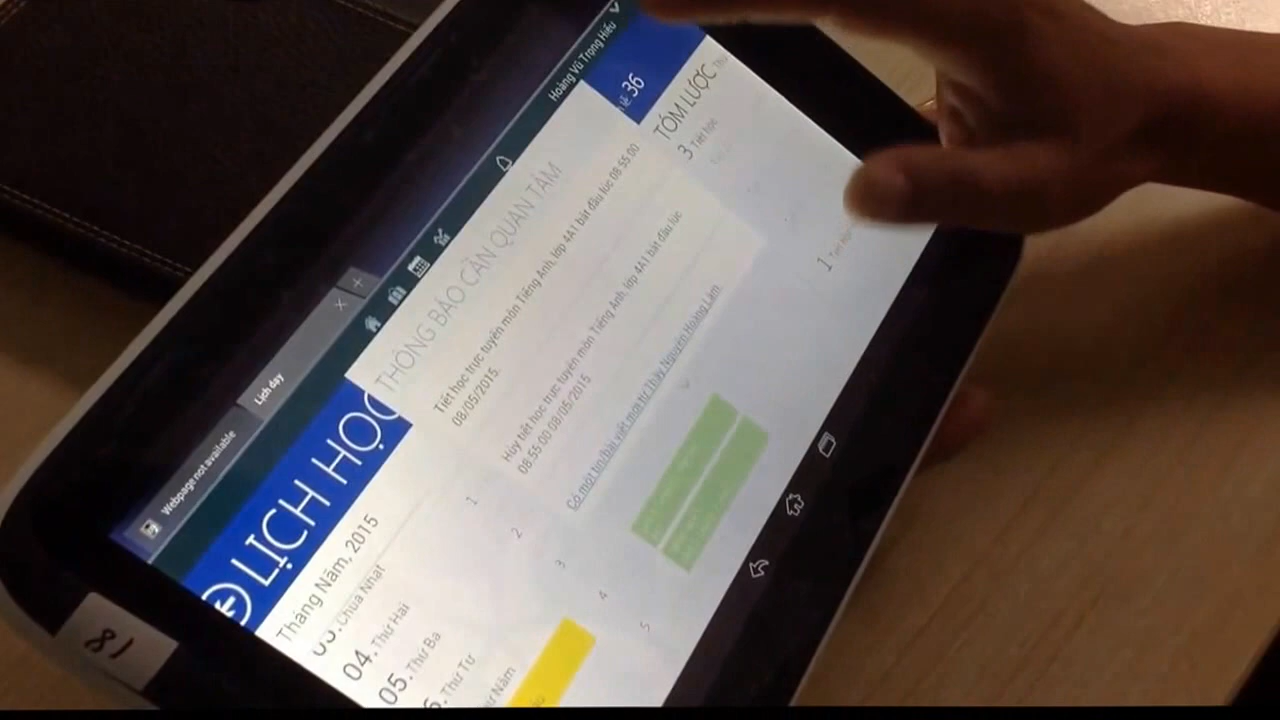 Webpage not available
Lịch dạy
Hoàng Vũ Trọng Hiếu
LỊCH HỌC
36
THÔNG BÁO CẦN QUAN TÂM
Tiết học trực tuyến môn Tiếng Anh, lớp 4A1 bắt đầu lúc 08:55:00
08/05/2015.
Hủy tiết học trực tuyến môn Tiếng Anh, lớp 4A1 bắt đầu lúc
08:55:00 08/05/2015
Có một tin/bài viết mới từ Thầy Nguyễn Hoàng Lâm
TÓM LƯỢC
3 Tiết học
1 Tiết
Tháng Năm, 2015
03. Chúa Nhật
04. Thứ Hai
05. Thứ Ba
Thứ Tư
Năm
1
2
3
4
5
81